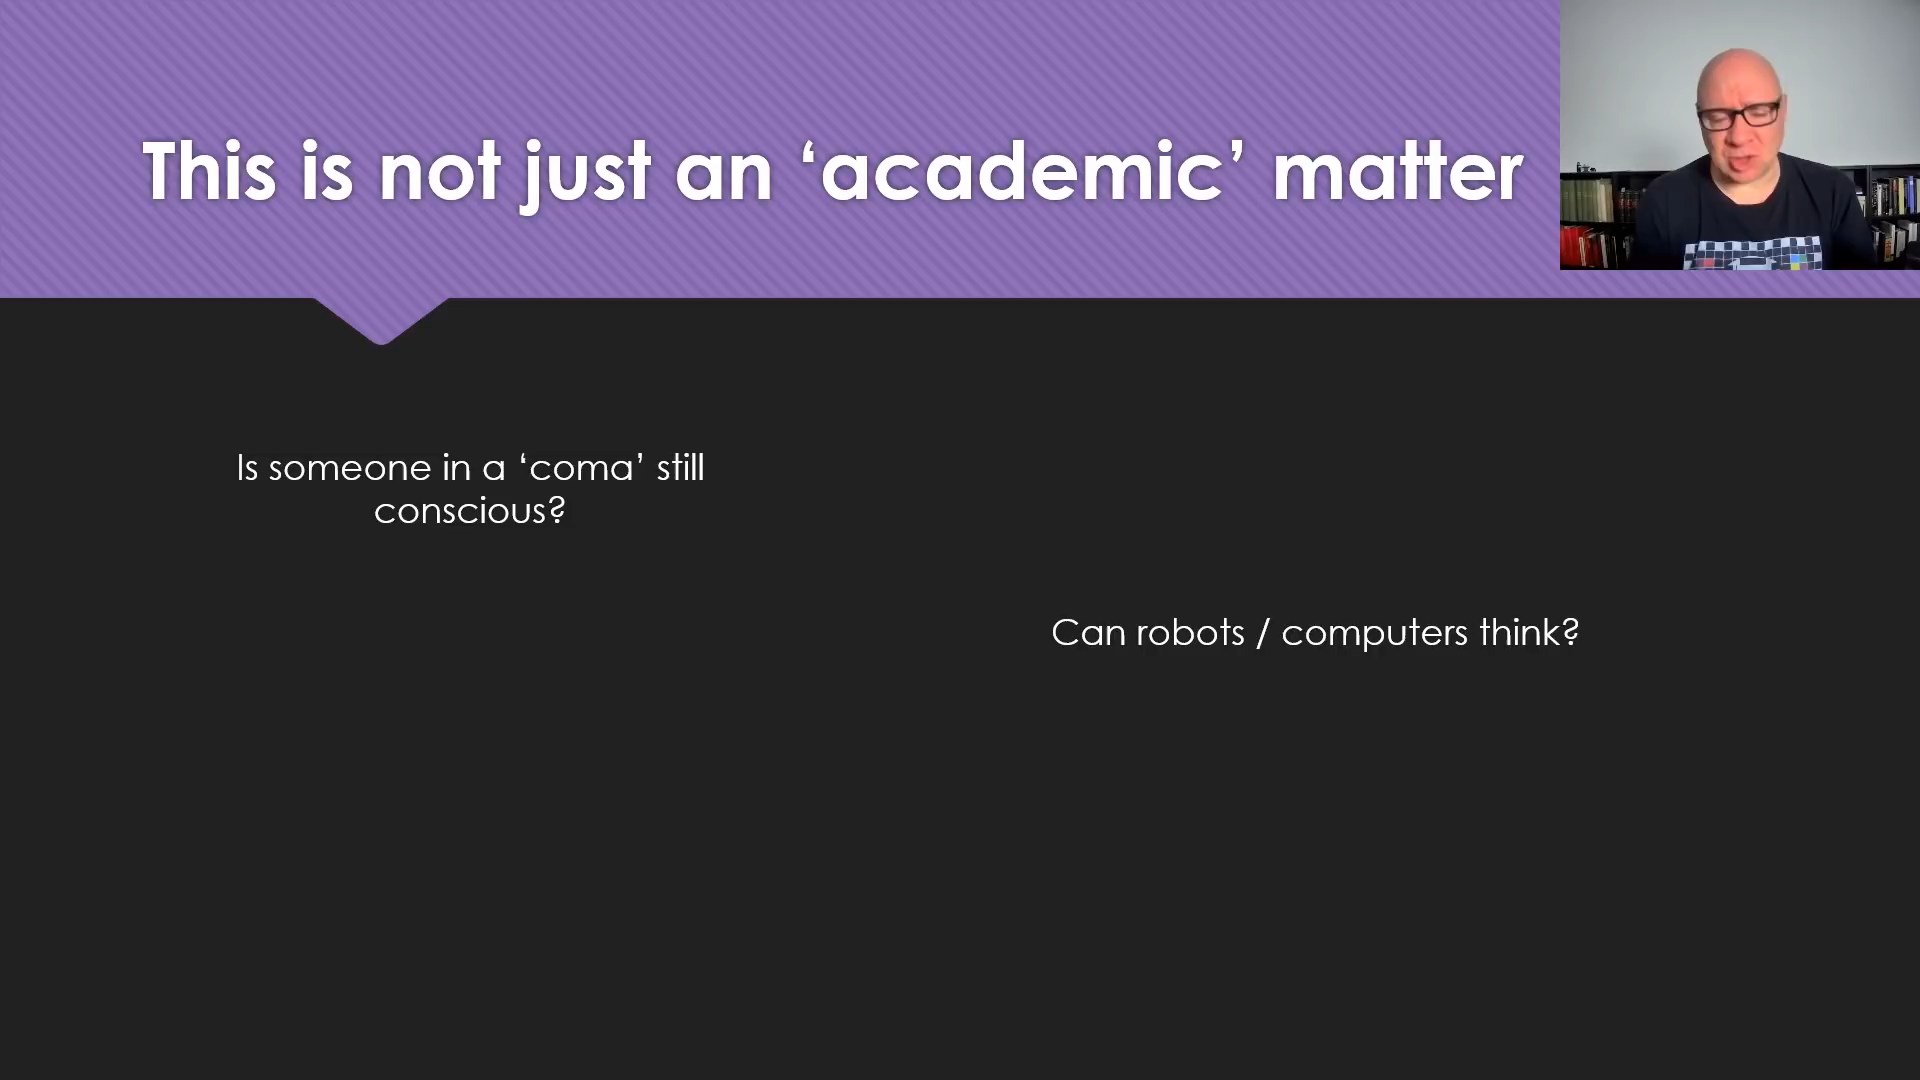 This is not just an ‘academic’ matter
Is someone in a ‘coma’ still
conscious?
Can robots / computers think?